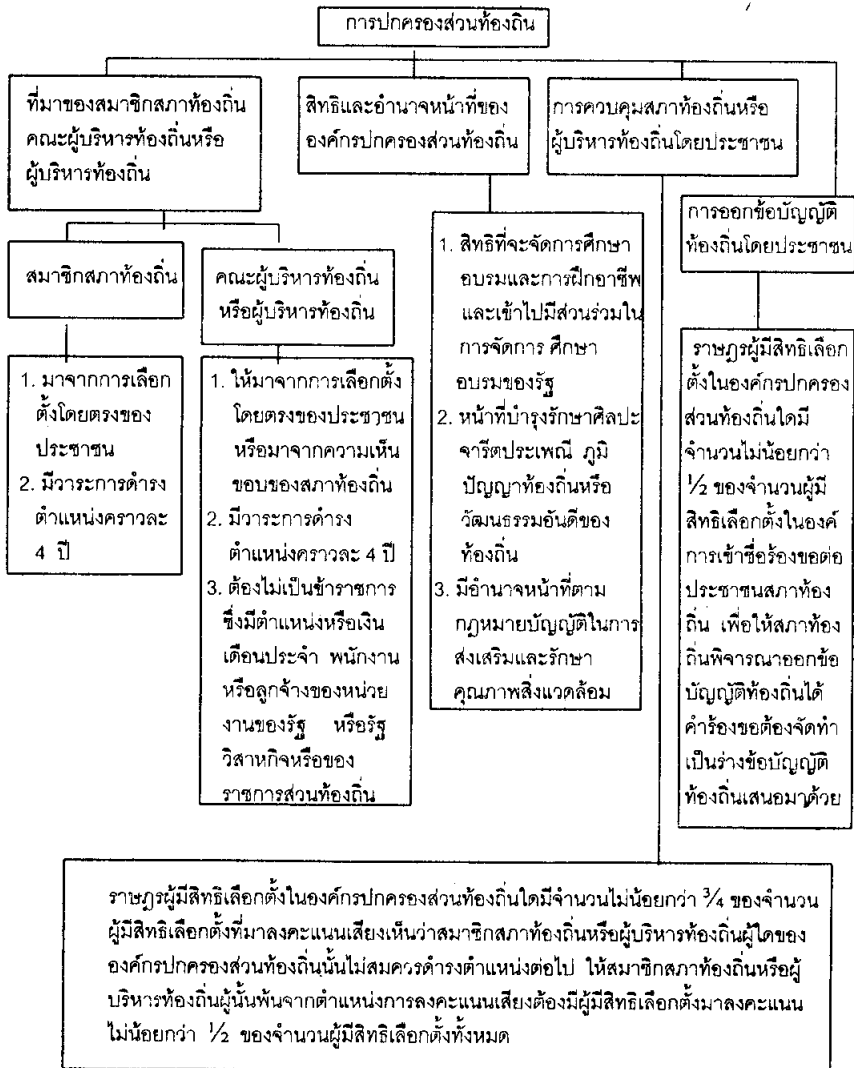 การปกครองส่วนท้องถิ่น
ที่มาของสมาชิกสภาท้องถิ่น
คณะผู้บริหารท้องถิ่นหรือ
ผู้บริหารท้องถิ่น
สิทธิและอำนาจหน้าที่ของ
องค์กรปกครองส่วนท้องถิ่น
การควบคุมสภาท้องถิ่นหรือ
ผู้บริหารท้องถิ่นโดยประชาชน
การออกข้อบัญญัติ
ท้องถิ่นโดยประชาชน
สมาชิกสภาท้องถิ่น
คณะผู้บริหารท้องถิ่น
หรือผู้บริหารท้องถิ่น
1. มาจากการเลือก
ตั้งโดยตรงของ
ประชาชน
2. มีวาระการดำรง
ตำแหน่งคราวละ
4 ปี
1. ให้มาจากการเลือกตั้ง
โดยตรงของประชาชน
หรือมาจากความเห็น
ชอบของสภาท้องถิ่น
2. มีวาระการดำรง
ตำแหน่งคราวละ 4 ปี
3. ต้องไม่เป็นข้าราชการ
ซึ่งมีตำแหน่งหรือเงิน
เดือนประจำ พนักงาน
หรือลูกจ้างของหน่วย
งานของรัฐ หรือรัฐ
วิสาหกิจหรือของ
ราชการส่วนท้องถิ่น
1. สิทธิที่จะจัดการศึกษา
อบรมและการฝึกอาชีพ
และเข้าไปมีส่วนร่วมใน
การจัดการ ศึกษา
อบรมของรัฐ
2. หน้าที่บำรุงรักษาศิลปะ
จารีตประเพณี ภูมิ
ปัญญาท้องถิ่นหรือ
วัฒนธรรมอันดีของ
ท้องถิ่น
3. มีอำนาจหน้าที่ตาม
กฎหมายบัญญัติในการ
ส่งเสริมและรักษา
คุณภาพสิ่งแวดล้อม
ราษฎรผู้มีสิทธิเลือก
ตั้งในองค์กรปกครอง
ส่วนท้องถิ่นใดมี
จำนวนไม่น้อยกว่า
½ ของจำนวนผู้มี
สิทธิเลือกตั้งในองค์
การเข้าชื่อร้องขอต่อ
ประชาชนสภาท้อง
ถิ่น เพื่อให้สภาท้อง
ถิ่นพิจารณาออกข้อ
บัญญัติท้องถิ่นได้
คำร้องขอต้องจัดทำ
เป็นร่างข้อบัญญัติ
ท้องถิ่นเสนอมาด้วย
ราษฎรผู้มีสิทธิเลือกตั้งในองค์กรปกครองส่วนท้องถิ่นใดมีจำนวนไม่น้อยกว่า ¾ ของจำนวน
ผู้มีสิทธิเลือกตั้งที่มาลงคะแนนเสียงเห็นว่าสมาชิกสภาท้องถิ่นหรือผู้บริหารท้องถิ่นผู้ใดของ
องค์กรปกครองส่วนท้องถิ่นนั้นไม่สมควรดำรงตำแหน่งต่อไป ให้สมาชิกสภาท้องถิ่นหรือผู้
บริหารท้องถิ่นผู้นั้นพ้นจากตำแหน่งการลงคะแนนเสียงต้องมีผู้มีสิทธิเลือกตั้งมาลงคะแนน
ไม่น้อยกว่า ½ ของจำนวนผู้มีสิทธิเลือกตั้งทั้งหมด